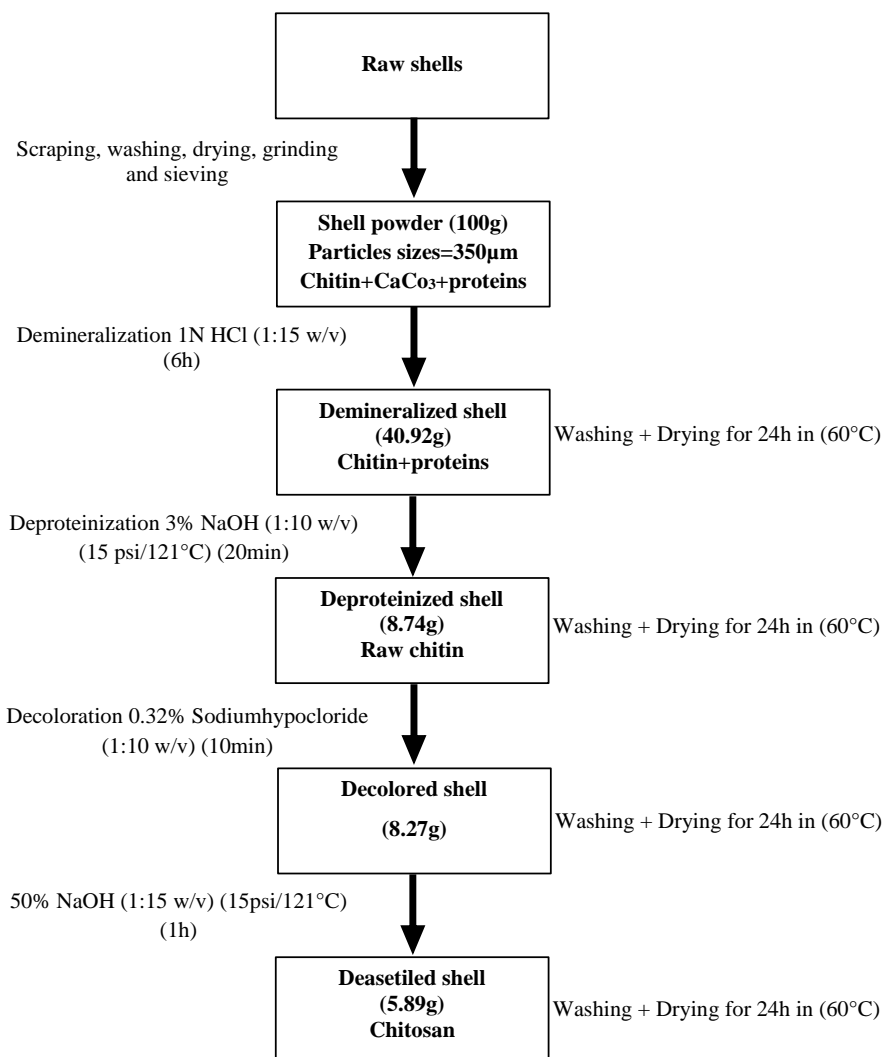 Raw shells
Scraping, washing, drying, grinding
and sieving
Shell powder (100g)
Particles sizes=350µm
Chitin+CaCo₃+proteins
Demineralization 1N HCl (1:15 w/v)
(6h)
Demineralized shell
(40.92g)
Chitin+proteins
Washing + Drying for 24h in (60°C)
Deproteinization 3% NaOH (1:10 w/v)
(15 psi/121°C) (20min)
Deproteinized shell
(8.74g)
Raw chitin
Washing + Drying for 24h in (60°C)
Decoloration 0.32% Sodiumhypocloride
(1:10 w/v) (10min)
Decolored shell
(8.27g)
Washing + Drying for 24h in (60°C)
50% NaOH (1:15 w/v) (15psi/121°C)
(1h)
Deasetiled shell
(5.89g)
Chitosan
Washing + Drying for 24h in (60°C)